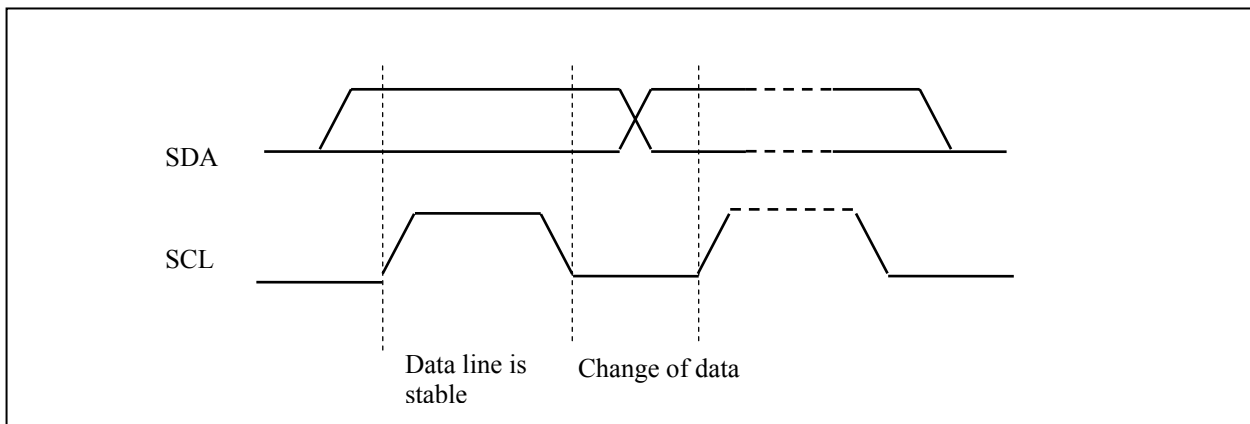 SDA
SCL
Data line is
stable
Change of data